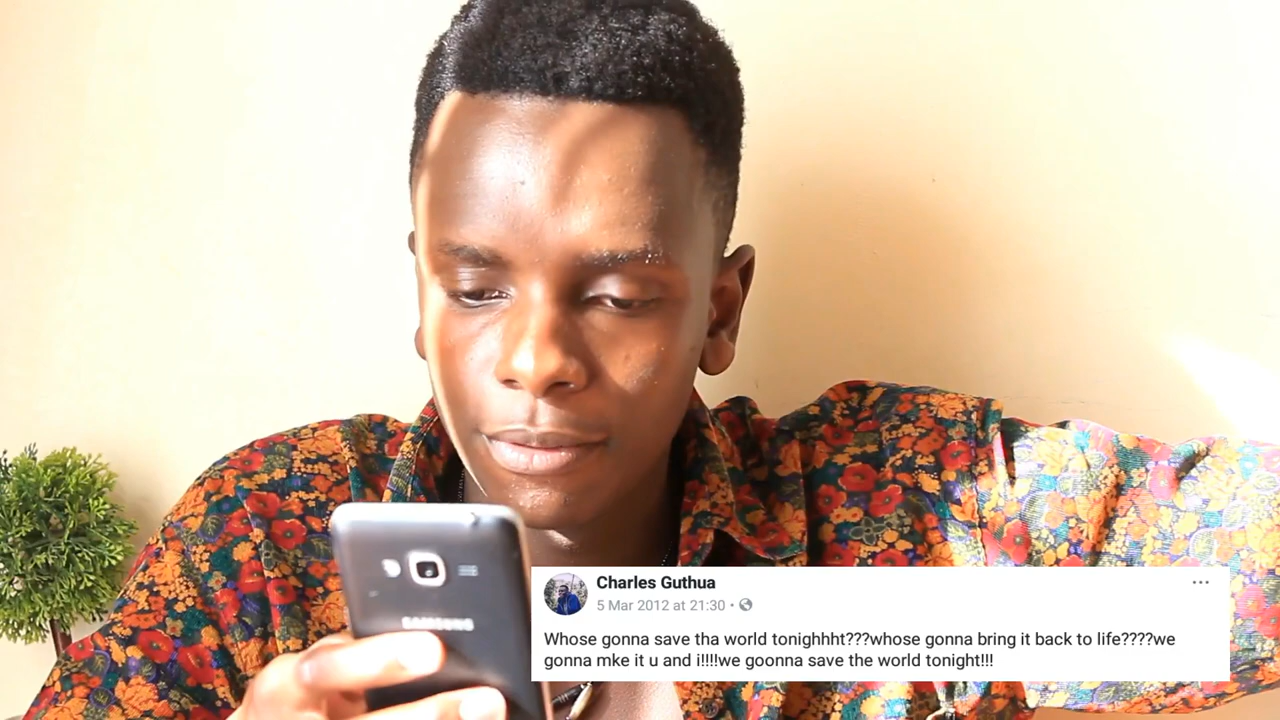 SAMSUNG
Charles Guthua
5 Mar 2012 at 21:30
Whose gonna save tha world tonighhht???whose gonna bring it back to life????we
gonna mke it u and i!!!!we goonna save the world tonight!!!